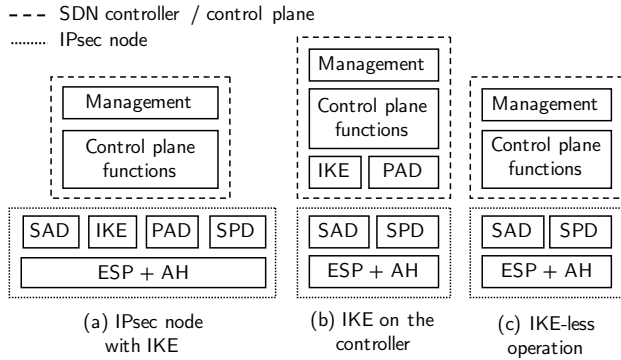 SDN controller / control plane
IPsec node
Management
Control plane
functions
SAD IKE PAD SPD
ESP + AH
(a) IPsec node
with IKE
Management
Control plane
functions
IKE PAD
SAD SPD
ESP + AH
(b) IKE on the
controller
Management
Control plane
functions
SAD SPD
ESP + AH
(c) IKE-less
operation